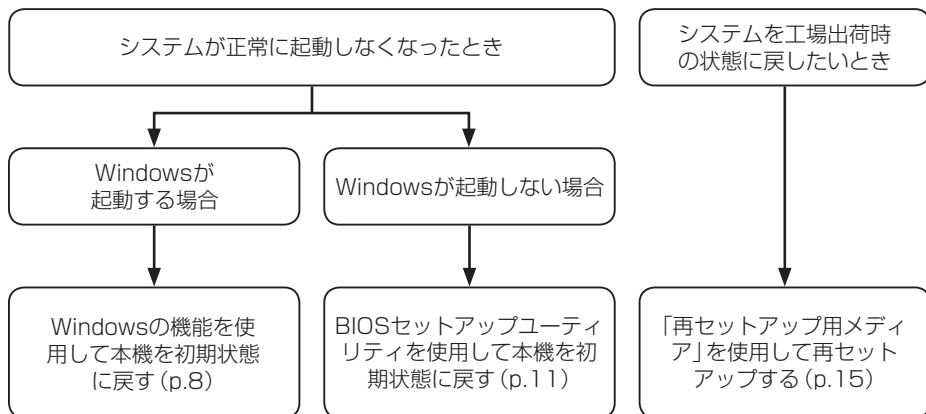 システムが正常に起動しなくなったとき
システムを工場出荷時
の状態に戻したいとき
Windowsが
起動する場合
Windowsが起動しない場合
Windowsの機能を使
用して本機を初期状態
に戻す（p.8）
BIOSセットアップユーティ
リティを使用して本機を初
期状態に戻す（p.11）
「再セットアップ用メディ
ア」を使用して再セット
アップする（p.15）